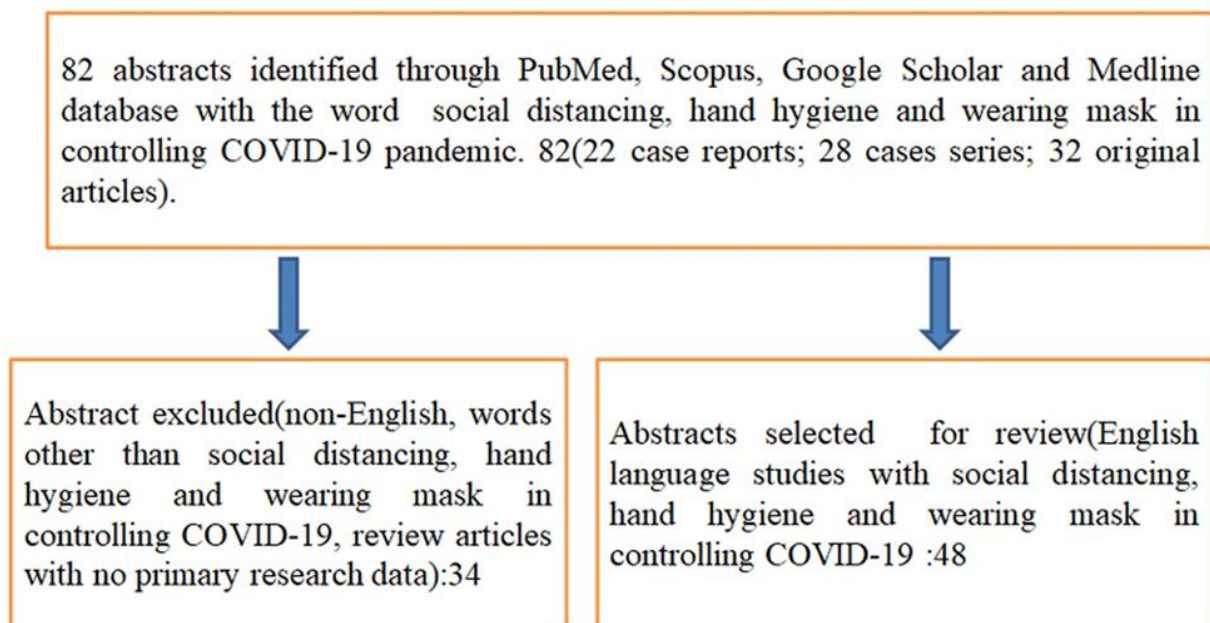 82 abstracts identified through PubMed, Scopus, Google Scholar and Medline
database with the word social distancing, hand hygiene and wearing mask in
controlling COVID-19 pandemic. 82(22 case reports; 28 cases series; 32 original
articles).
Abstract excluded(non-English, words
other than social distancing, hand
hygiene and wearing mask in
controlling COVID-19, review articles
with no primary research data):34
Abstracts selected for review(English
language studies with social distancing,
hand hygiene and wearing mask in
controlling COVID-19 :48